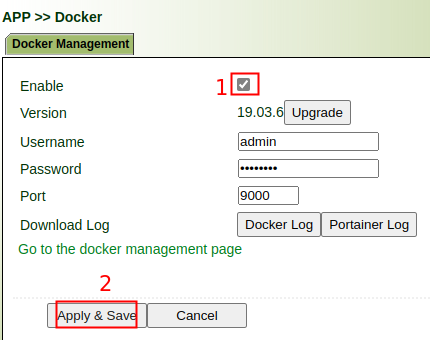 APP >> Docker
Docker Management
Enable 1
Version 19.03.6 Upgrade
Username admin
Password ••••••••
Port 9000
Download Log Docker Log Portainer Log
Go to the docker management page
2
Apply & Save Cancel